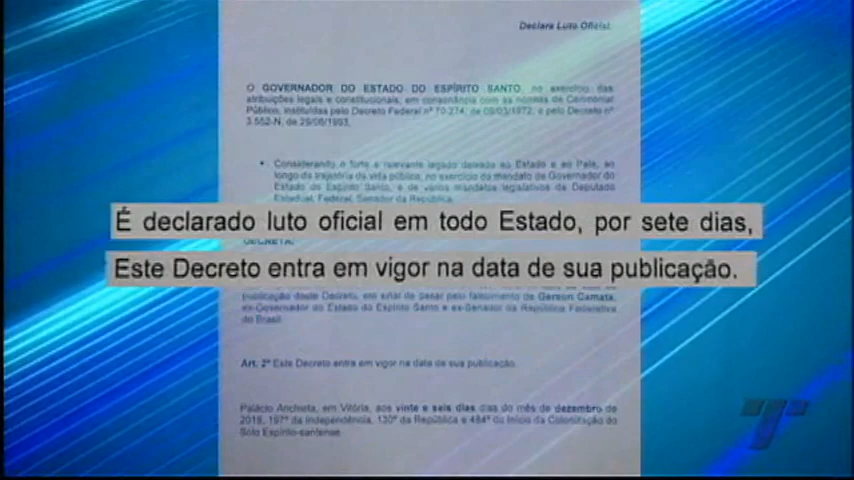 Declara Luto Oficial.
O GOVERNADOR DO ESTADO DO ESPÍRITO SANTO, no exercício das
atribuições legais e constitucionais, em consonância com as normas de Cerimonial
Público, instituídas pelo Decreto Federal nº 70.274, de 09/03/1972, e pelo Decreto nº
3.552-N, de 29/06/1993,
• Considerando o forte e relevante legado deixado ao Estado e ao País, ao
longo da trajetória da vida pública, no exercício do mandato de Governador do
Estado do Espírito Santo, e de vários mandatos legislativos de Deputado
Estadual, Federal, Senador da República.
É declarado luto oficial em todo Estado, por sete dias,
DECRETA:
Este Decreto entra em vigor na data de sua publicação.
publicação deste Decreto, em sinal de pesar pelo falecimento de Gerson Camata,
ex-Governador do Estado do Espírito Santo e ex-Senador da República Federativa
do Brasil.
Art. 2º Este Decreto entra em vigor na data de sua publicação.
Palácio Anchieta, em Vitória, aos vinte e seis dias do mês de dezembro de
2018, 197º da Independência, 130º da República e 484º do Início da Colonização do
Solo Espírito-santense.